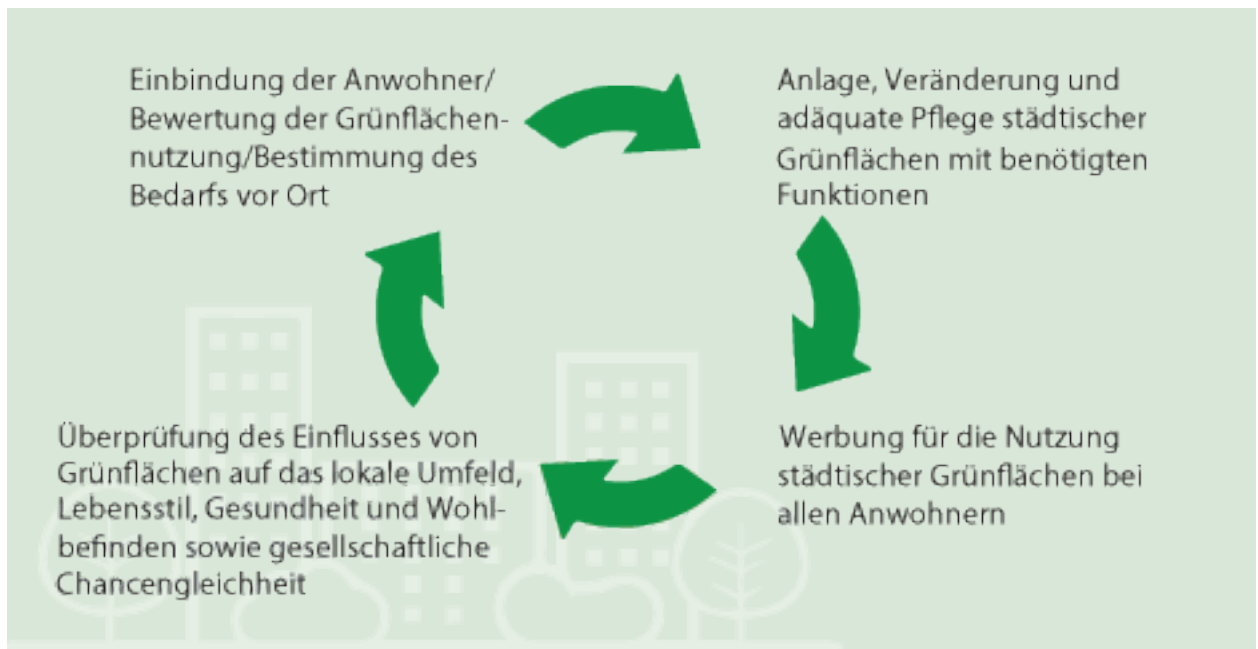 Einbindung der Anwohner/
Bewertung der Grünflächen-
nutzung/Bestimmung des
Bedarfs vor Ort
Anlage, Veränderung und
adäquate Pflege städtischer
Grünflächen mit benötigten
Funktionen
Werbung für die Nutzung
städtischer Grünflächen bei
allen Anwohnern
Überprüfung des Einflusses von
Grünflächen auf das lokale Umfeld,
Lebensstil, Gesundheit und Wohl-
befinden sowie gesellschaftliche
Chancengleichheit